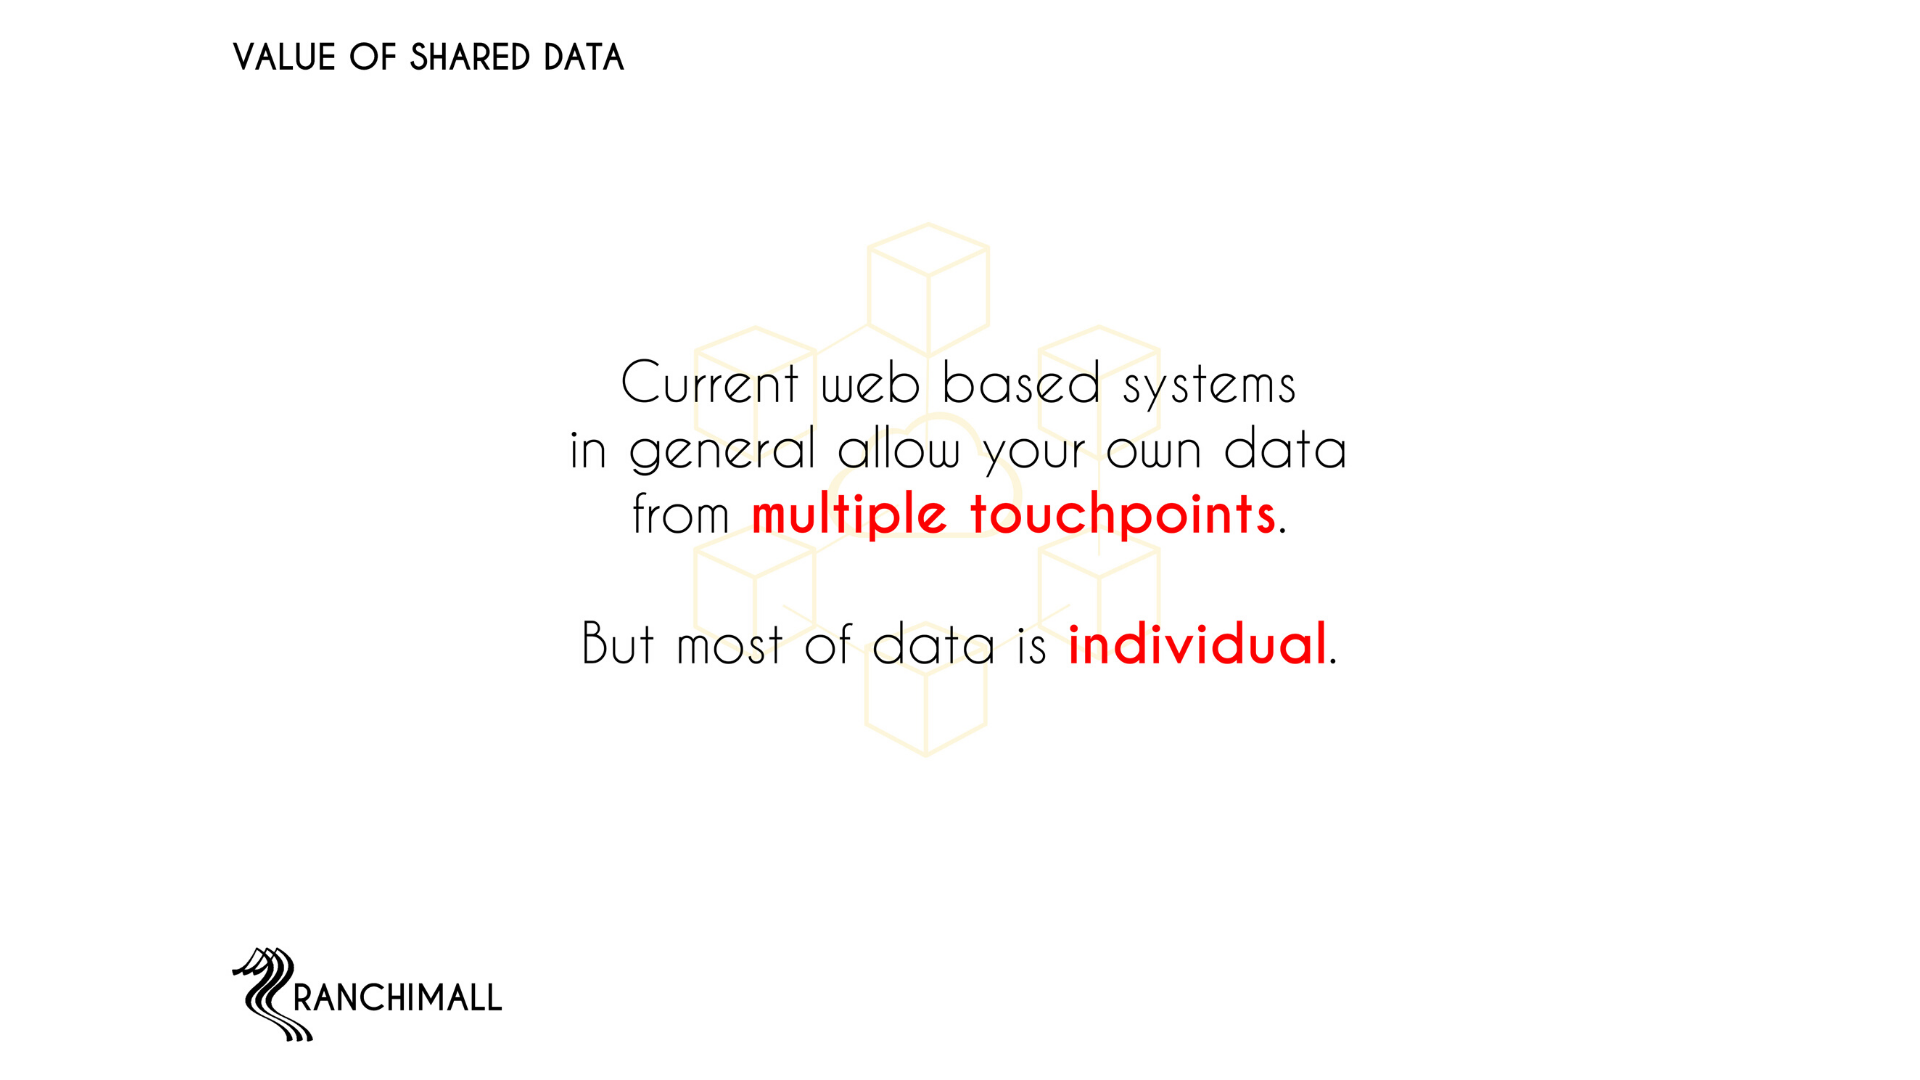 VALUE OF SHARED DATA
Current web based systems
in general allow your own data
from multiple touchpoints.
But most of data is individual.
RANCHIMALL